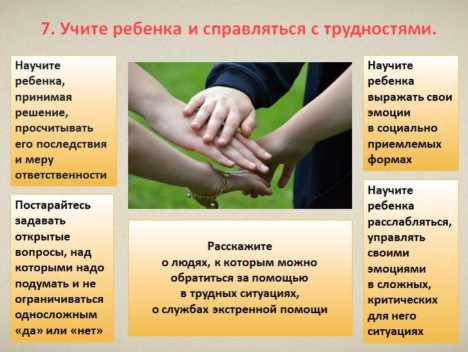 7. Учите ребенка и справляться с трудностями.
Научите
ребенка,
принимая
решение,
просчитывать
его последствия
и меру
ответственности
Постарайтесь
задавать
открытые
вопросы, над
которыми надо
подумать и не
ограничиваться
односложным
«да» или «нет»
Расскажите
о людях, к которым можно
обратиться за помощью
в трудных ситуациях,
о службах экстренной помощи
Научите
ребенка
выражать свои
эмоции
в социально
приемлемых
формах
Научите
ребенка
расслабляться,
управлять
своими
эмоциями
в сложных,
критических
для него
ситуациях